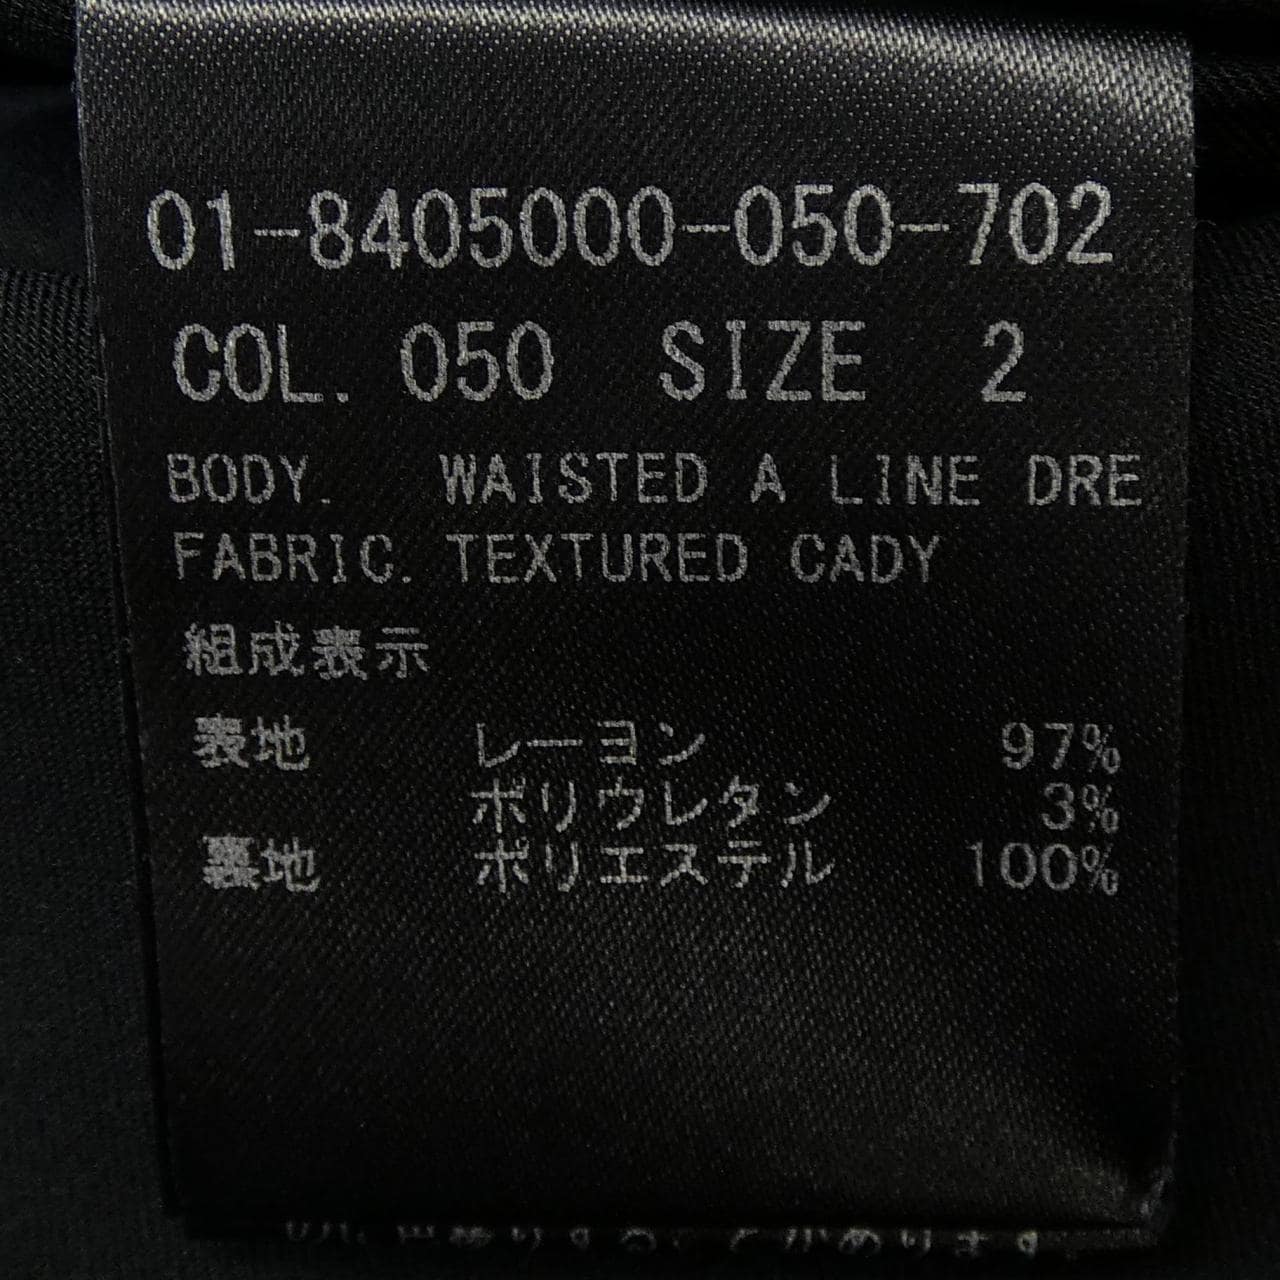 01-8405000-050-702
COL. 050 SIZE 2
BODY. WAISTED A LINE DRE
FABRIC. TEXTURED CADY
組成表示
表地 レーヨン 97%
ポリウレタン 3%
裏地 ポリエステル 100%